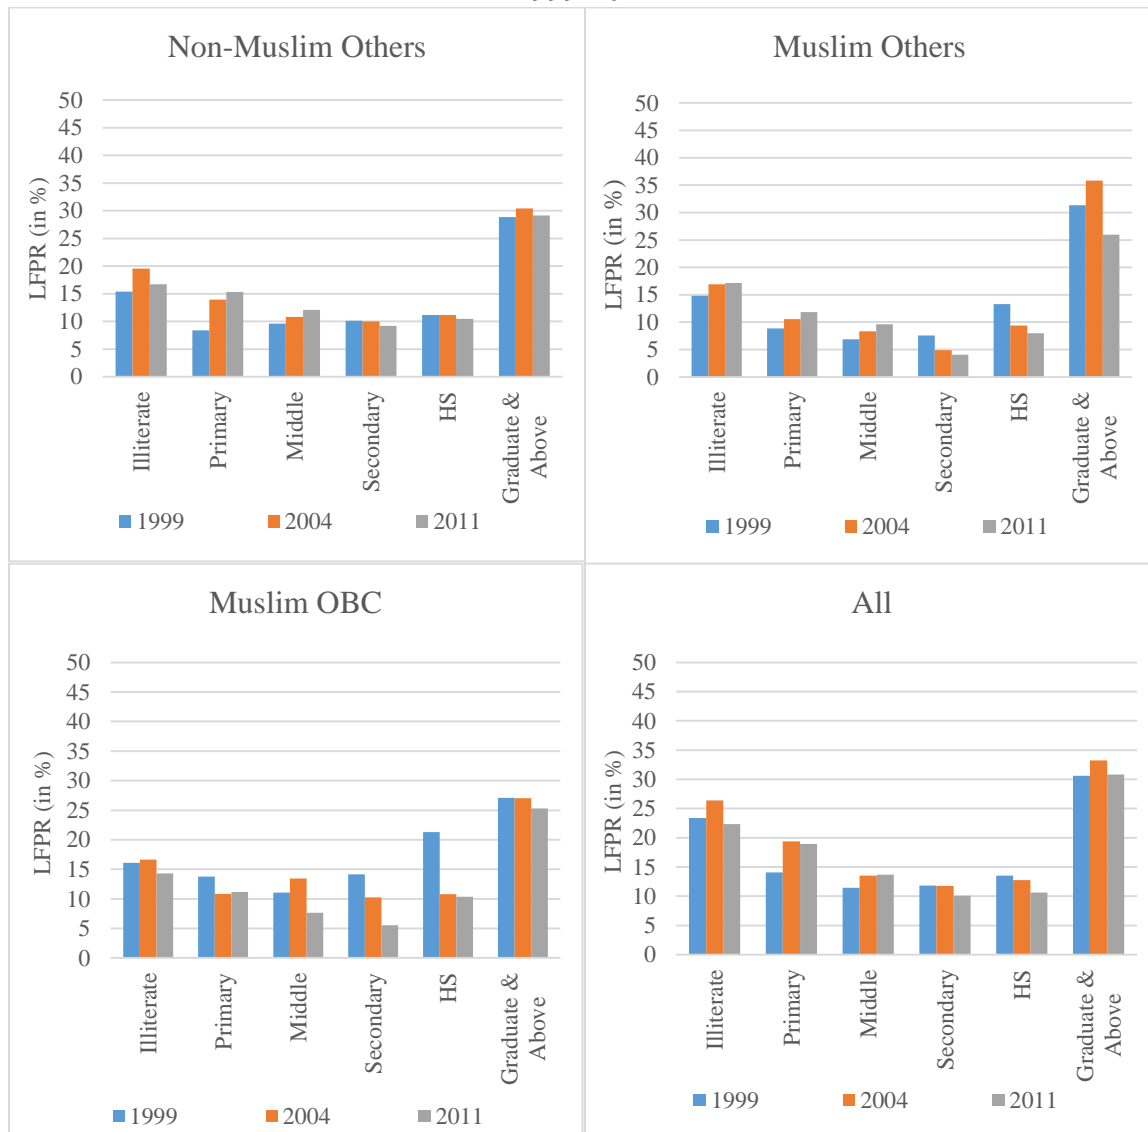 Non-Muslim Others
50
45
40
35
30
25
20
15
10
5
0
LFPR (in %)
Illiterate
Primary
Middle
Secondary
HS
Graduate &
Above
1999 2004 2011
Muslim Others
50
45
40
35
30
25
20
15
10
5
0
LFPR (in %)
Illiterate
Primary
Middle
Secondary
HS
Graduate &
Above
1999 2004 2011
Muslim OBC
50
45
40
35
30
25
20
15
10
5
0
LFPR (in %)
Illiterate
Primary
Middle
Secondary
HS
Graduate &
Above
1999 2004 2011
All
50
45
40
35
30
25
20
15
10
5
0
LFPR (in %)
Illiterate
Primary
Middle
Secondary
HS
Graduate &
Above
1999 2004 2011